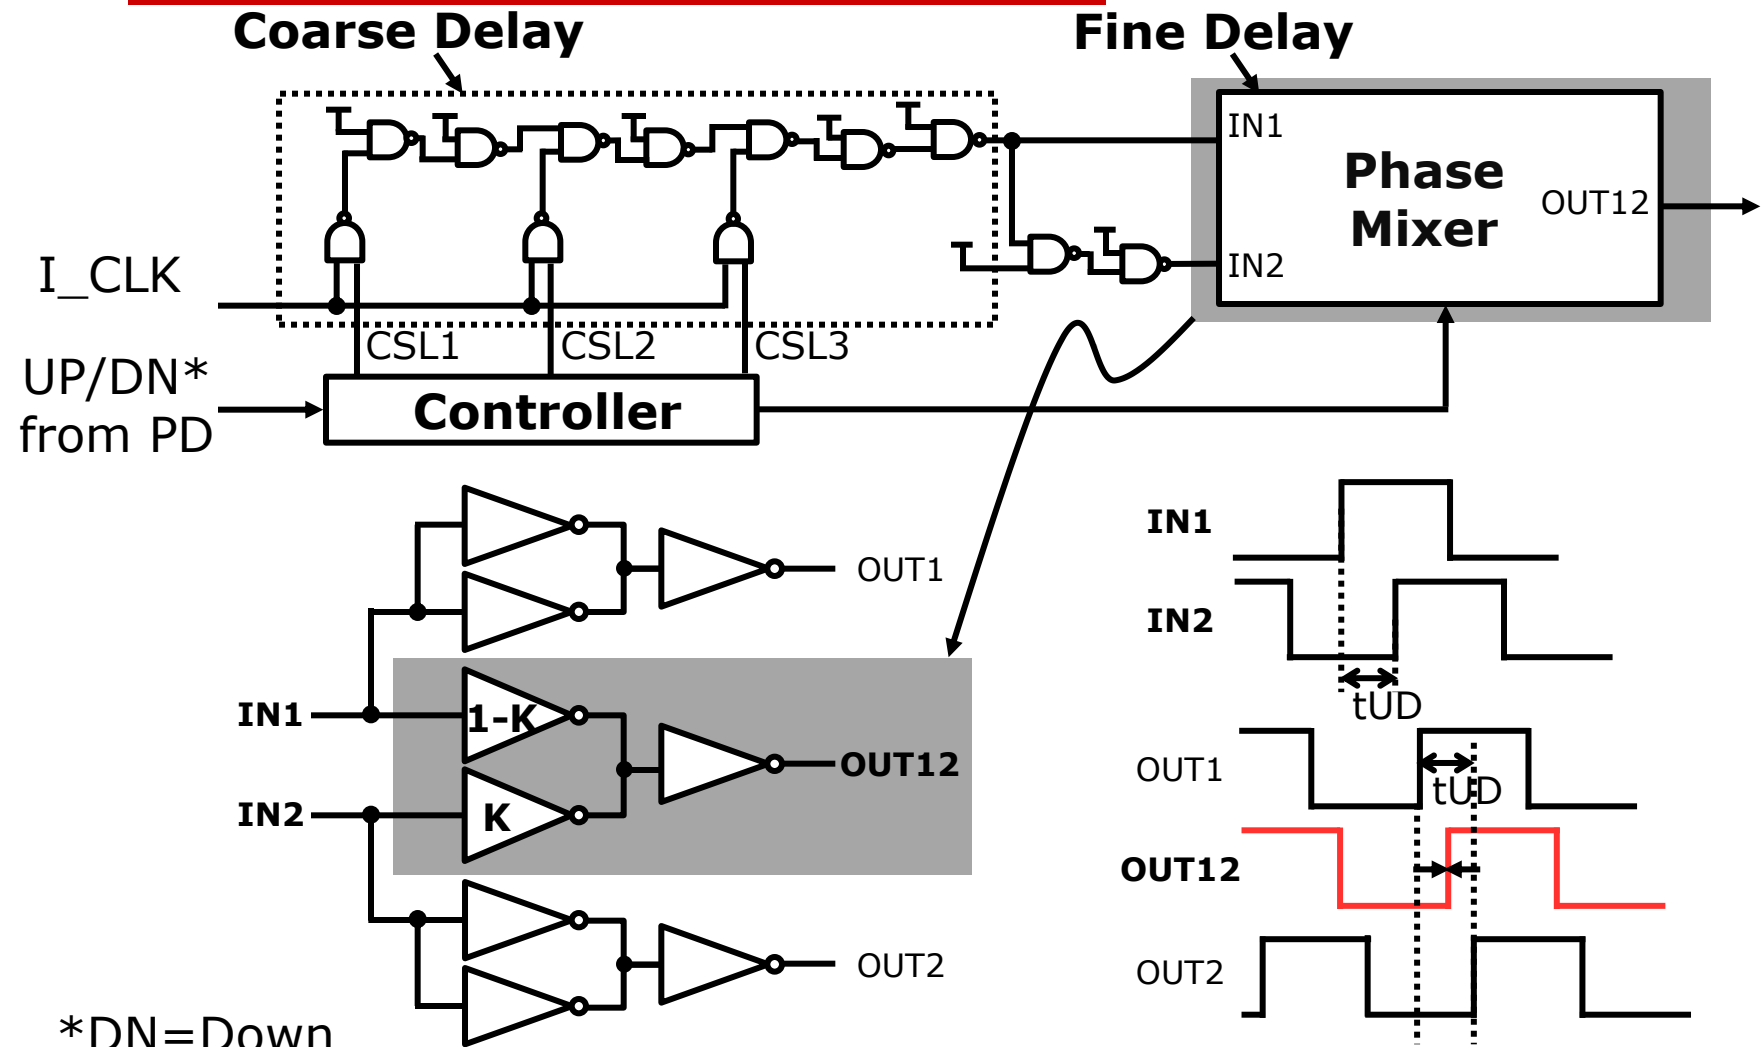 Coarse Delay
Fine Delay
IN1
Phase
Mixer
OUT12
IN2
I_CLK
CSL1
CSL2
CSL3
UP/DN*
from PD
Controller
OUT1
IN1
1-K
OUT12
IN2
K
OUT2
IN1
IN2
tUD
OUT1
tUD
OUT12
OUT2
*DN=Down